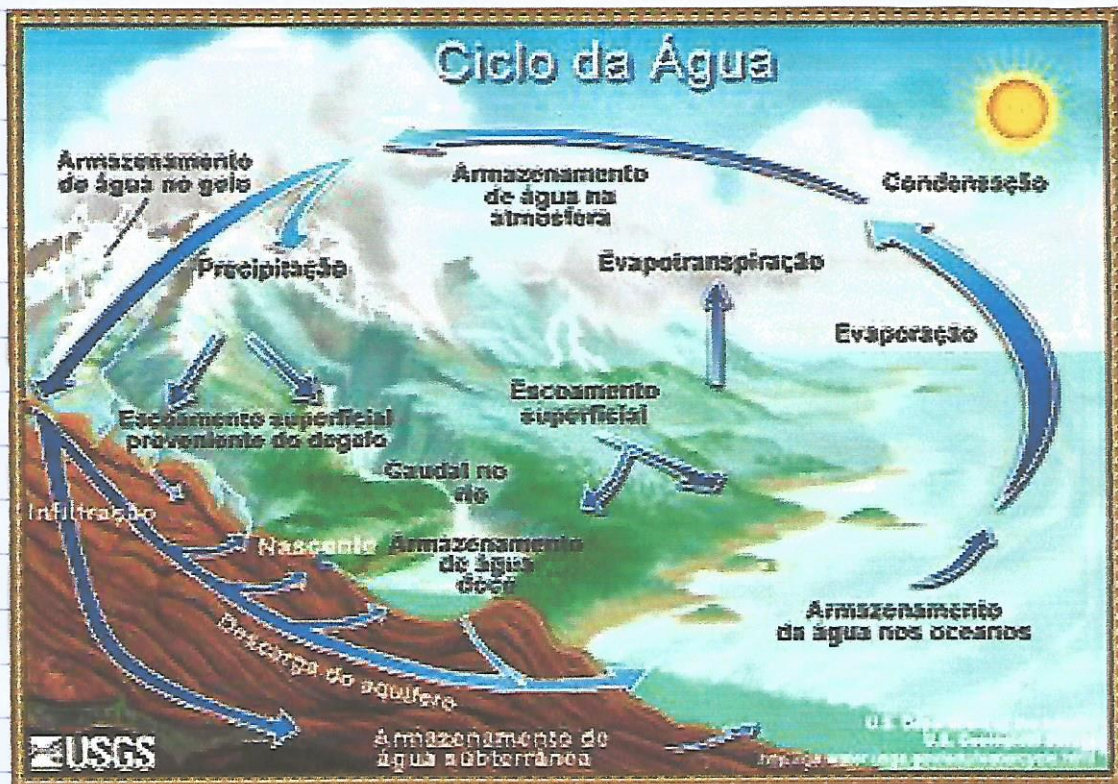 Ciclo da Água
Armazenamento
de água no gelo
Armazenamento
de água na
atmosfera
Condensação
Precipitação
Evapotranspiração
Evaporação
Escoamento superficial
proveniente do degelo
Escoamento
superficial
Caudal no
rio
Infiltração
Nascente
Armazenamento
de água
doce
Armazenamento
da água nos oceanos
Descarga do aquífero
Armazenamento de
água subterrânea
USGS